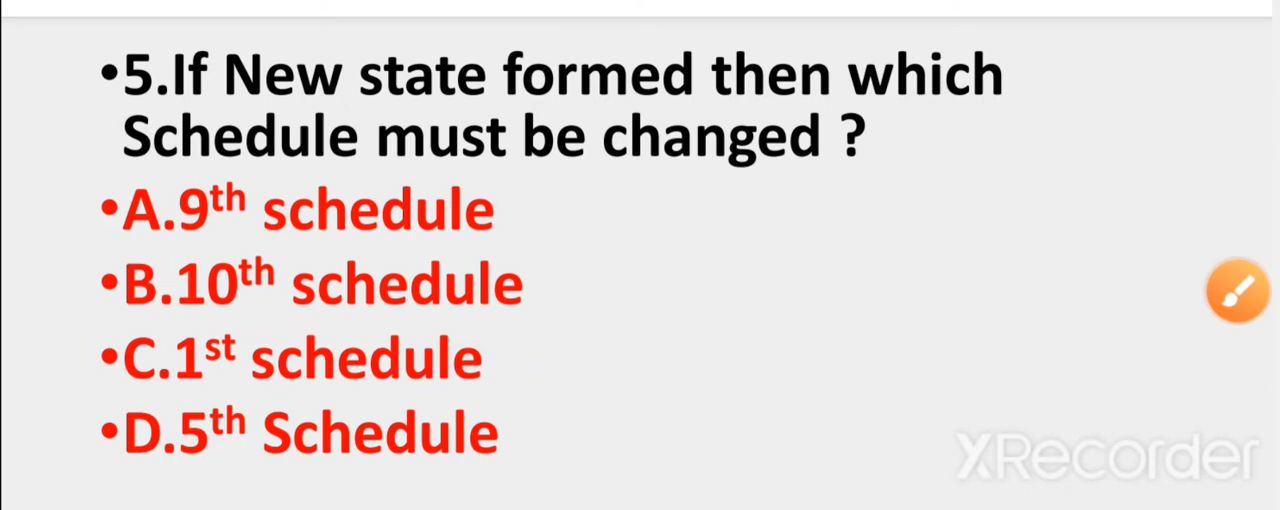 •5.If New state formed then which
Schedule must be changed ?
•A.9th schedule
•B.10th schedule
•C.1st schedule
•D.5th Schedule
XRecorder